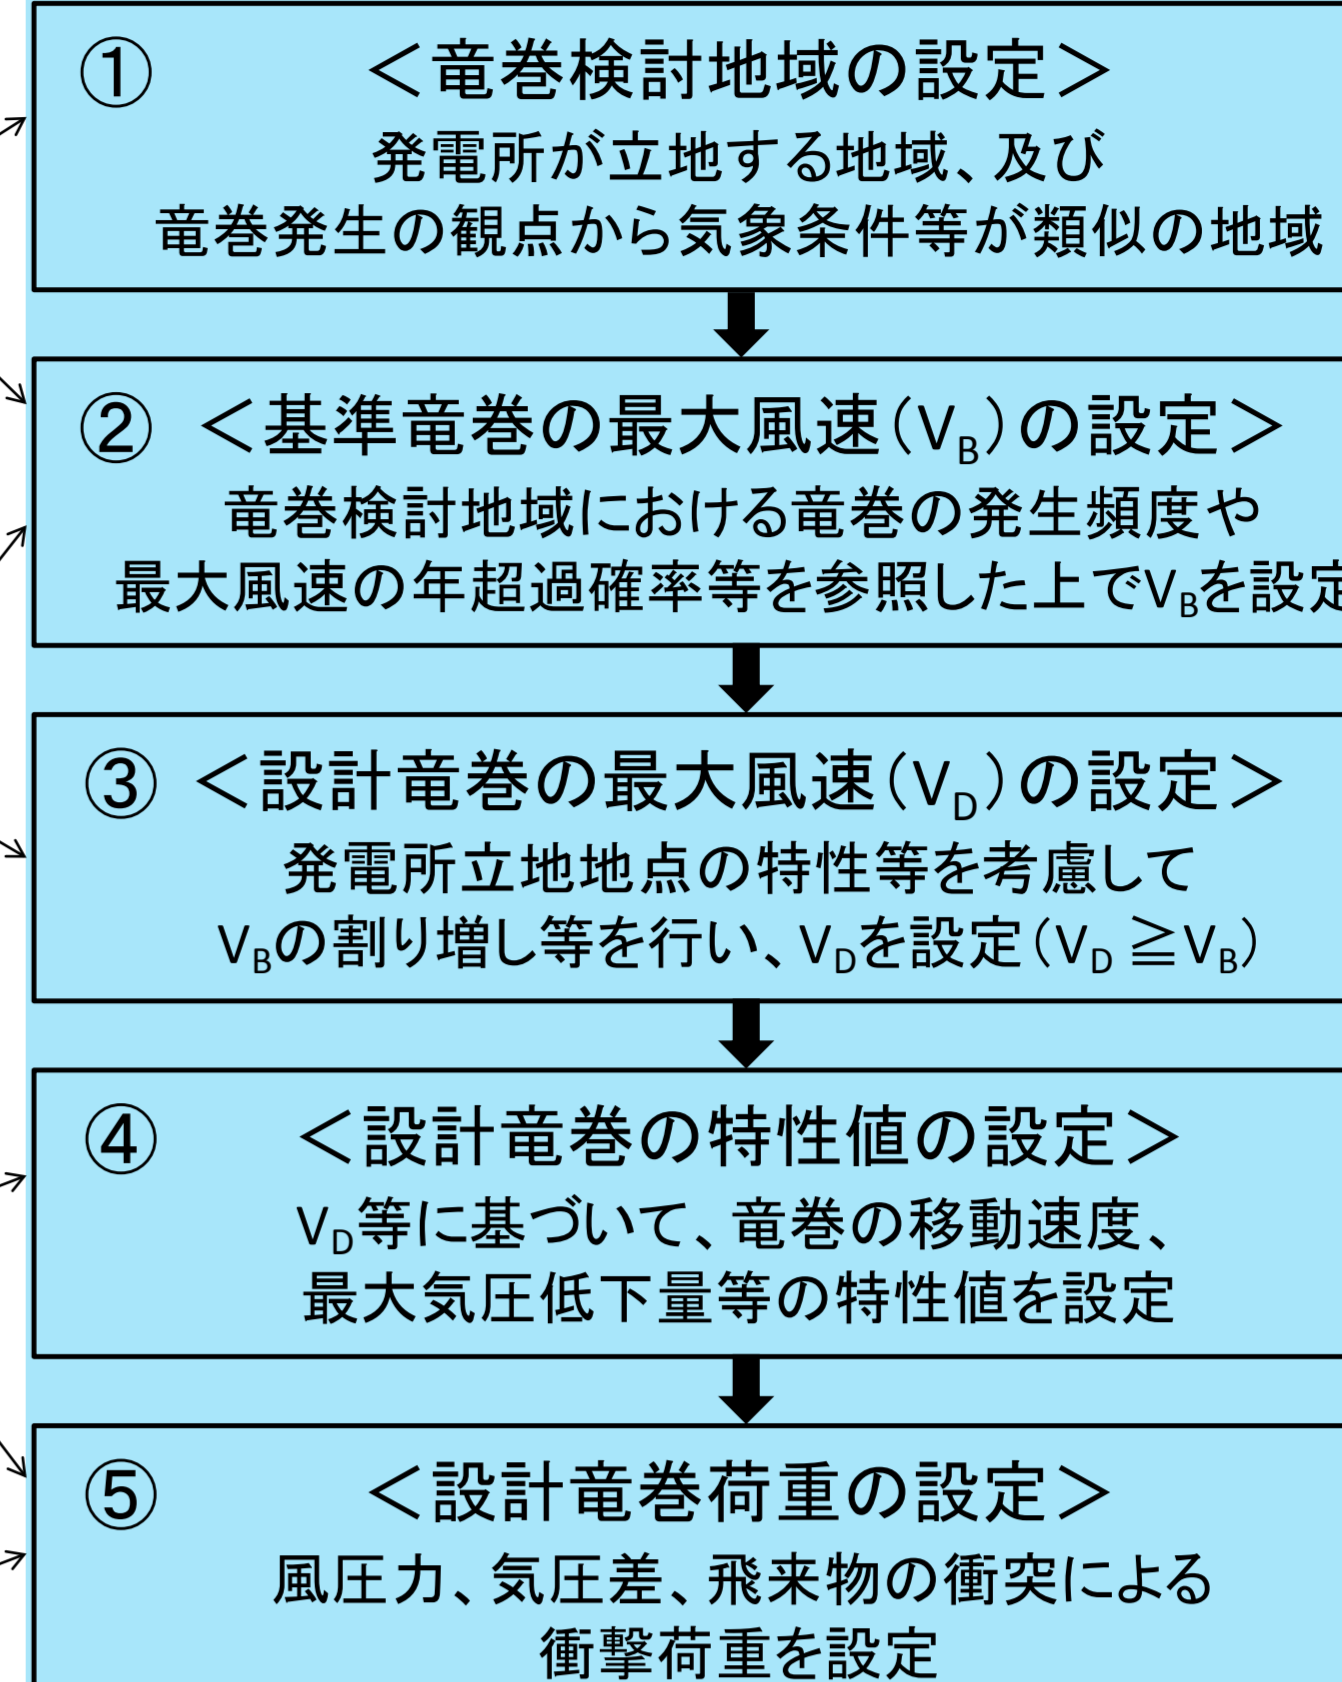 ① ＜竜巻検討地域の設定＞
発電所が立地する地域、及び
竜巻発生の観点から気象条件等が類似の地域
② ＜基準竜巻の最大風速(VB)の設定＞
竜巻検討地域における竜巻の発生頻度や
最大風速の年超過確率等を参照した上でVBを設定
③ ＜設計竜巻の最大風速(VD)の設定＞
発電所立地地点の特性等を考慮して
VBの割り増し等を行い、VDを設定(VD ≧VB)
④ ＜設計竜巻の特性値の設定＞
VD等に基づいて、竜巻の移動速度、
最大気圧低下量等の特性値を設定
⑤ ＜設計竜巻荷重の設定＞
風圧力、気圧差、飛来物の衝突による
衝撃荷重を設定